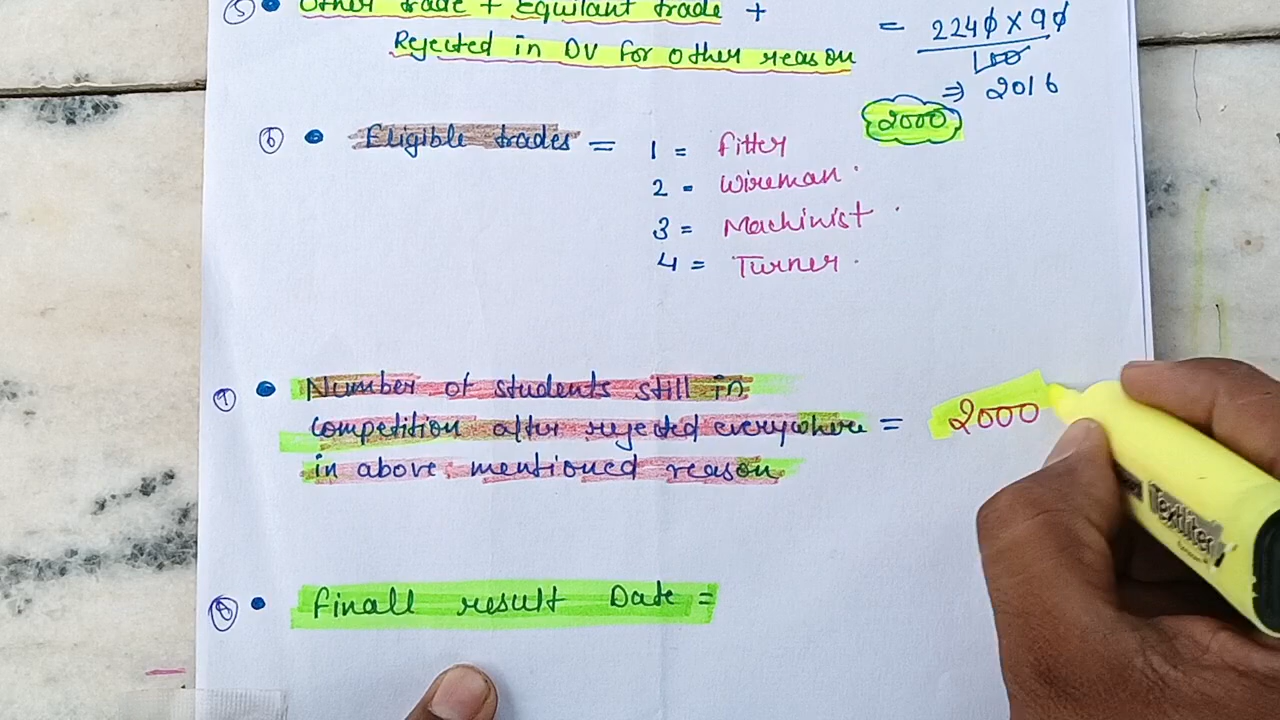 5 • Other trade + Equilant trade +
Rejected in DV for other reason
= 2240 x 90
100
⇒ 2016
2000
6 • Eligible trades = 1 = Fitter
2 = Wireman
3 = Machinist
4 = Turner
7 • Number of students still in
competition after rejected everywhere = 2000
in above mentioned reason
8 • Finall result Date =
Textliter